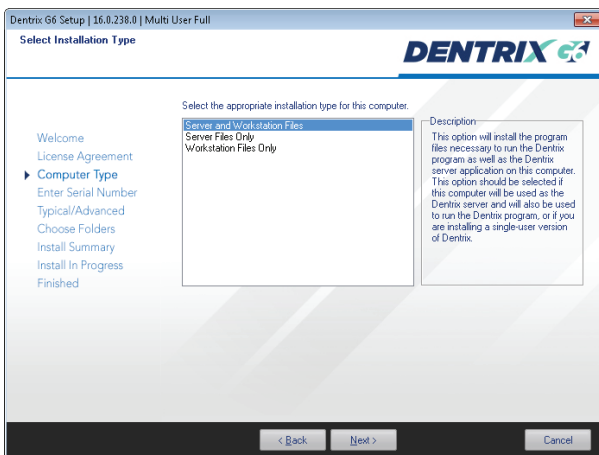 Dentrix G6 Setup | 16.0.238.0 | Multi User Full
Select Installation Type
DENTRIX G6
Select the appropriate installation type for this computer.
Server and Workstation Files
Server Files Only
Workstation Files Only
Description
This option will install the program
files necessary to run the Dentrix
program as well as the Dentrix
server application on this computer.
This option should be selected if
this computer will be used as the
Dentrix server and will also be used
to run the Dentrix program, or if you
are installing a single-user version
of Dentrix.
Welcome
License Agreement
Computer Type
Enter Serial Number
Typical/Advanced
Choose Folders
Install Summary
Install In Progress
Finished
< Back
Next >
Cancel